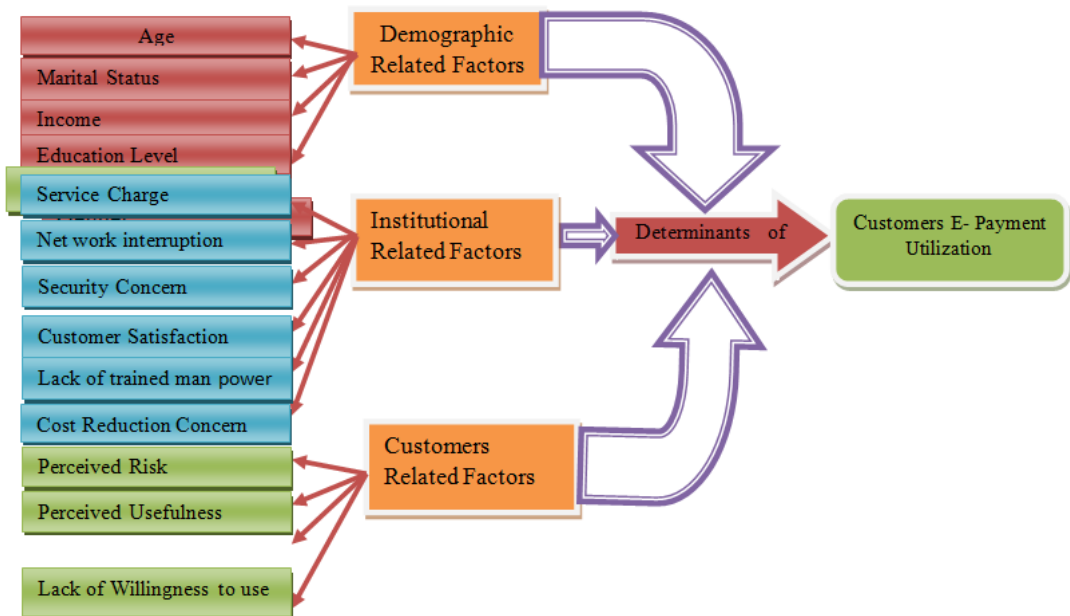 Age
Marital Status
Income
Education Level
Service Charge
Net work interruption
Security Concern
Customer Satisfaction
Lack of trained man power
Cost Reduction Concern
Perceived Risk
Perceived Usefulness
Lack of Willingness to use
Demographic
Related Factors
Institutional
Related Factors
Customers
Related Factors
Determinants of
Customers E- Payment
Utilization